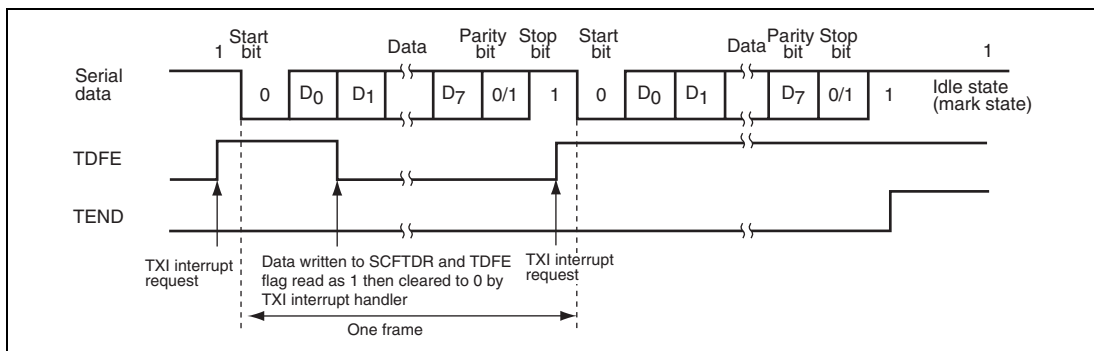 1
Start
bit
Data
Parity
bit
Stop
bit
Start
bit
Data
Parity
bit
Stop
bit
1
Serial
data
0
D0
D1
D7
0/1
1
0
D0
D1
D7
0/1
1
Idle state
(mark state)
TDFE
TEND
TXI interrupt
request
Data written to SCFTDR and TDFE
flag read as 1 then cleared to 0 by
TXI interrupt handler
TXI interrupt
request
One frame